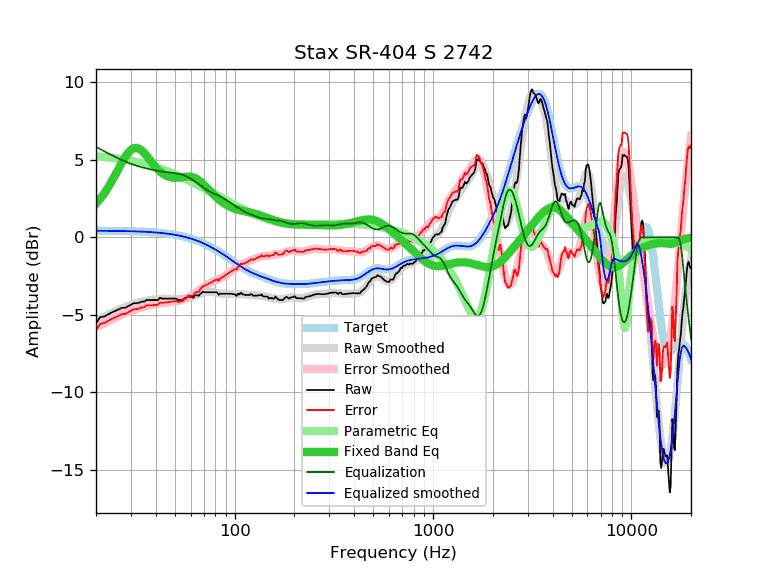 Stax SR-404 S 2742
Amplitude (dBr)
10
5
0
−5
−10
−15
Target
Raw Smoothed
Error Smoothed
Raw
Error
Parametric Eq
Fixed Band Eq
Equalization
Equalized smoothed
100
1000
10000
Frequency (Hz)